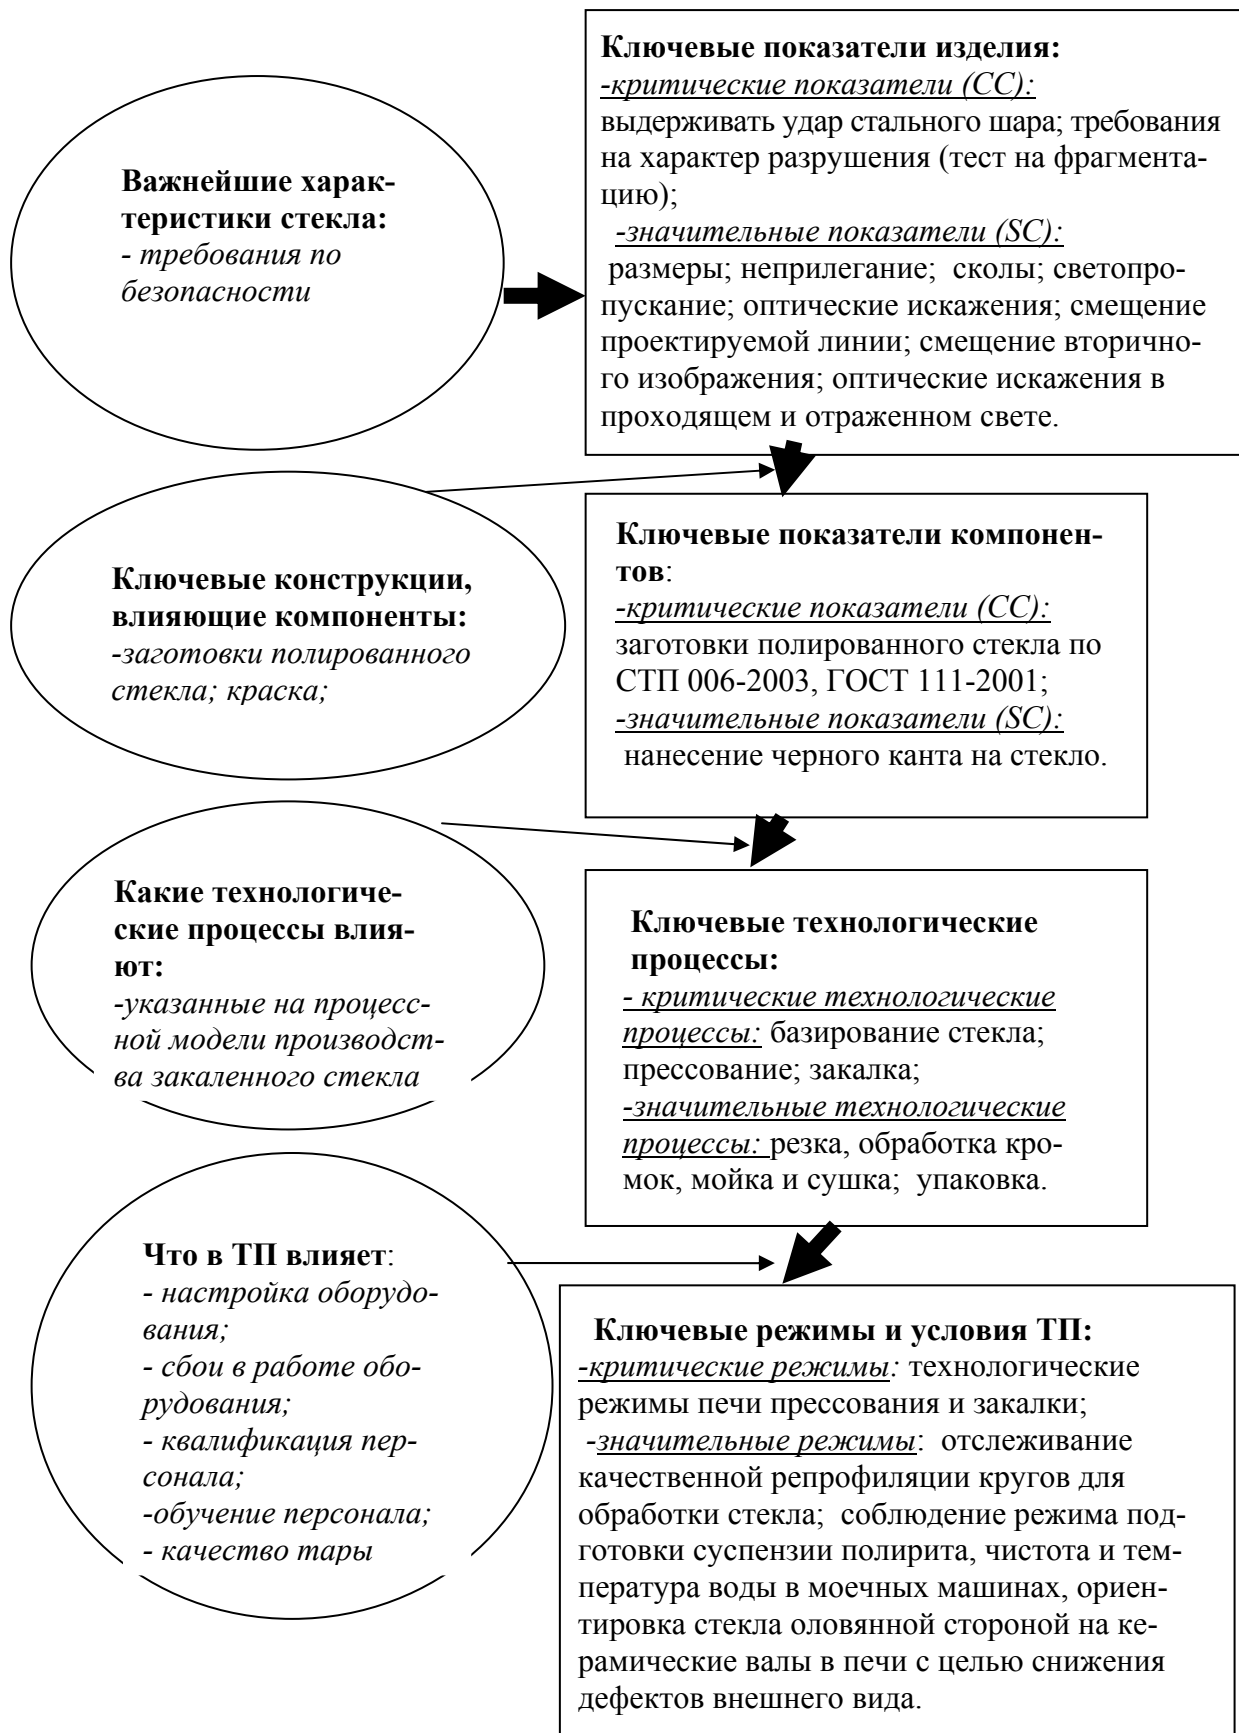 Ключевые показатели изделия:
-критические показатели (СС):
выдерживать удар стального шара; требования
на характер разрушения (тест на фрагмента-
цию);
-значительные показатели (SC):
размеры; неприлегание; сколы; светопро-
пускание; оптические искажения; смещение
проектируемой линии; смещение вторично-
го изображения; оптические искажения в
проходящем и отраженном свете.
Важнейшие харак-
теристики стекла:
- требования по
безопасности
Ключевые конструкции,
влияющие компоненты:
-заготовки полированного
стекла; краска;
Ключевые показатели компонен-
тов:
-критические показатели (СС):
заготовки полированного стекла по
СТП 006-2003, ГОСТ 111-2001;
-значительные показатели (SC):
нанесение черного канта на стекло.
Какие технологиче-
ские процессы влия-
ют:
-указанные на процесс-
ной модели производст-
ва закаленного стекла
Ключевые технологические
процессы:
- критические технологические
процессы: базирование стекла;
прессование; закалка;
-значительные технологические
процессы: резка, обработка кро-
мок, мойка и сушка; упаковка.
Что в ТП влияет:
- настройка оборудо-
вания;
- сбои в работе обо-
рудования;
- квалификация пер-
сонала;
-обучение персонала;
- качество тары
Ключевые режимы и условия ТП:
-критические режимы: технологические
режимы печи прессования и закалки;
-значительные режимы: отслеживание
качественной репрофиляции кругов для
обработки стекла; соблюдение режима под-
готовки суспензии полирита, чистота и тем-
пература воды в моечных машинах, ориен-
тировка стекла оловянной стороной на ке-
рамические валы в печи с целью снижения
дефектов внешнего вида.